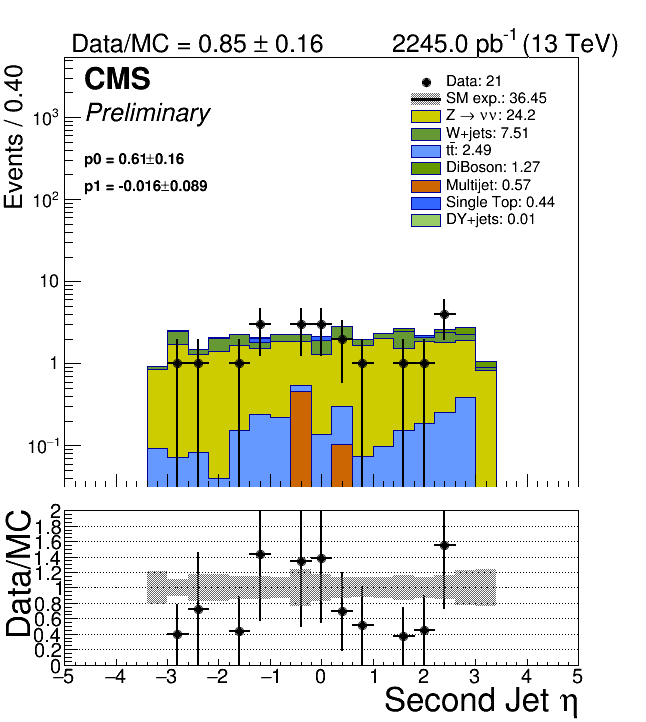 Data/MC = 0.85 ± 0.16 2245.0 pb⁻¹ (13 TeV)
CMS
Preliminary
p0 = 0.61±0.16
p1 = -0.016±0.089
Data: 21
SM exp.: 36.45
Z → νν: 24.2
W+jets: 7.51
tt̄: 2.49
DiBoson: 1.27
Multijet: 0.57
Single Top: 0.44
DY+jets: 0.01
Events / 0.40
10³
10²
10
1
10⁻¹
Data/MC
2
1.8
1.6
1.4
1.2
1
0.8
0.6
0.4
0.2
0
−5 −4 −3 −2 −1 0 1 2 3 4 5
Second Jet η